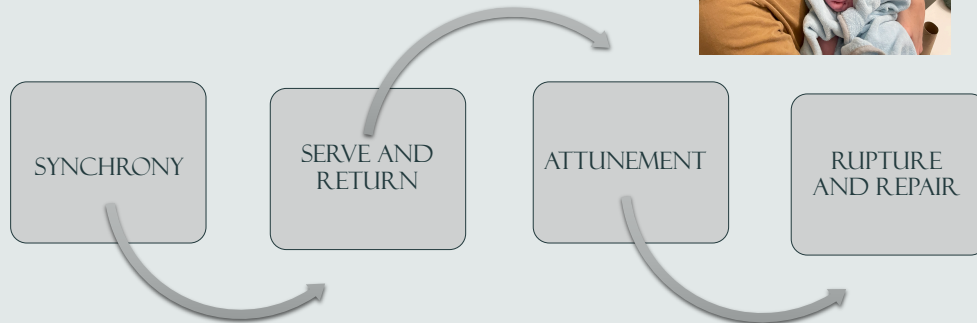 SYNCHRONY
SERVE AND
RETURN
ATTUNEMENT
RUPTURE
AND REPAIR